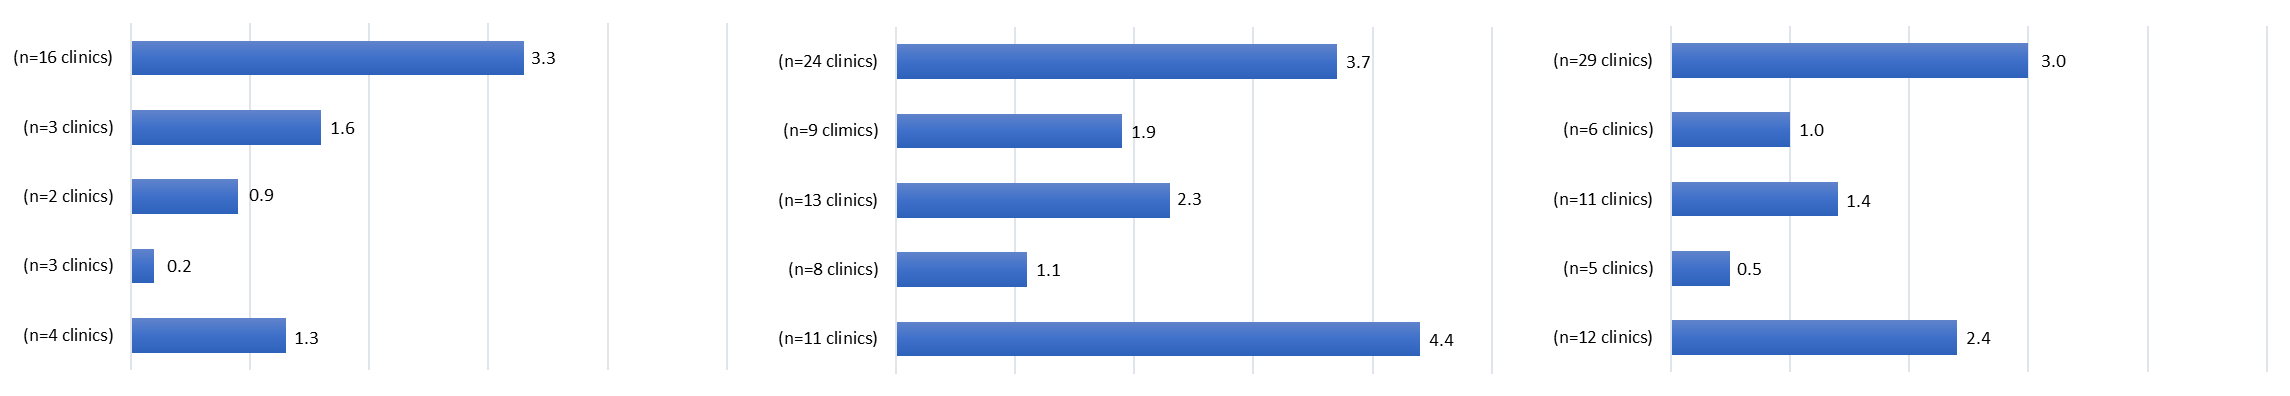 (n=16 clinics) 3.3
(n=3 clinics) 1.6
(n=2 clinics) 0.9
(n=3 clinics) 0.2
(n=4 clinics) 1.3
(n=24 clinics) 3.7
(n=9 climics) 1.9
(n=13 clinics) 2.3
(n=8 clinics) 1.1
(n=11 clinics) 4.4
(n=29 clinics) 3.0
(n=6 clinics) 1.0
(n=11 clinics) 1.4
(n=5 clinics) 0.5
(n=12 clinics) 2.4